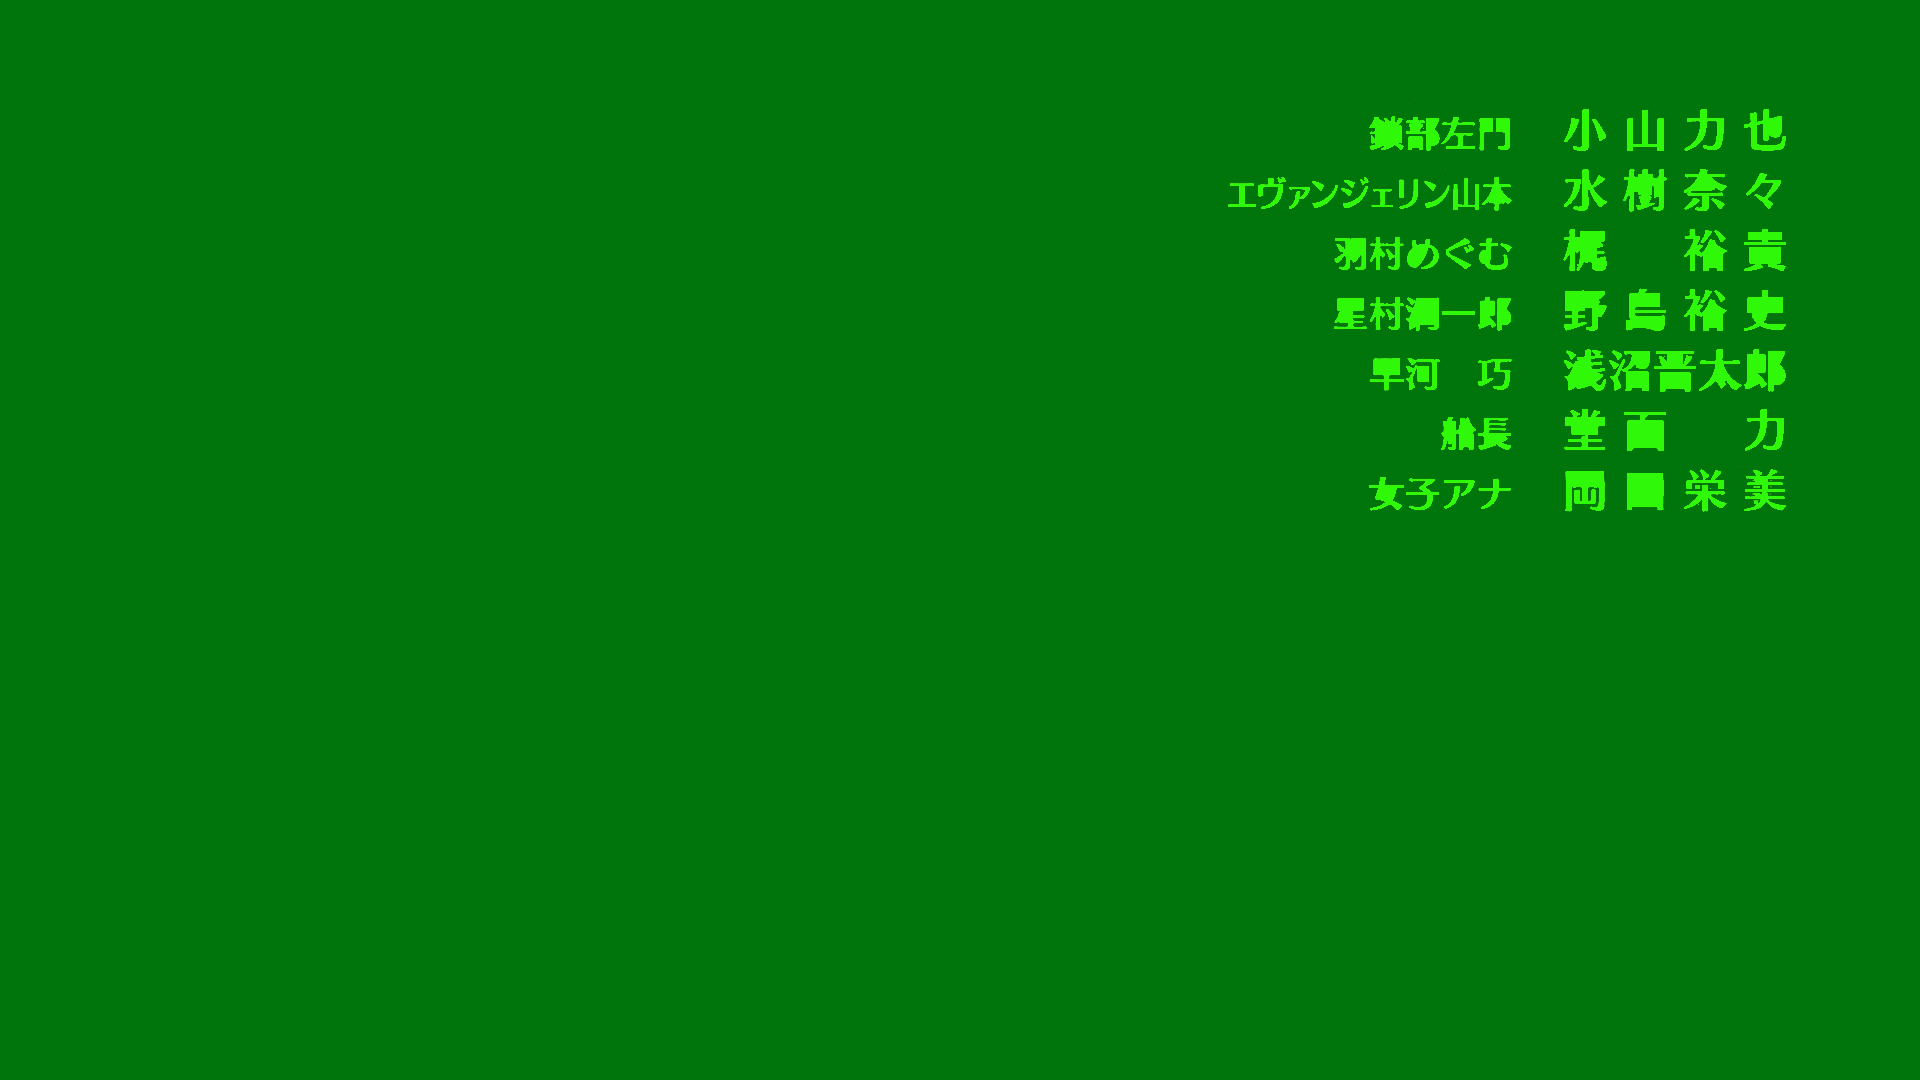 鎖部左門　小山力也
エヴァンジェリン山本　水樹奈々
羽村めぐむ　梶　裕貴
星村潤一郎　野島裕史
早河　巧　浅沼晋太郎
船長　堂面　力
女子アナ　岡田栄美